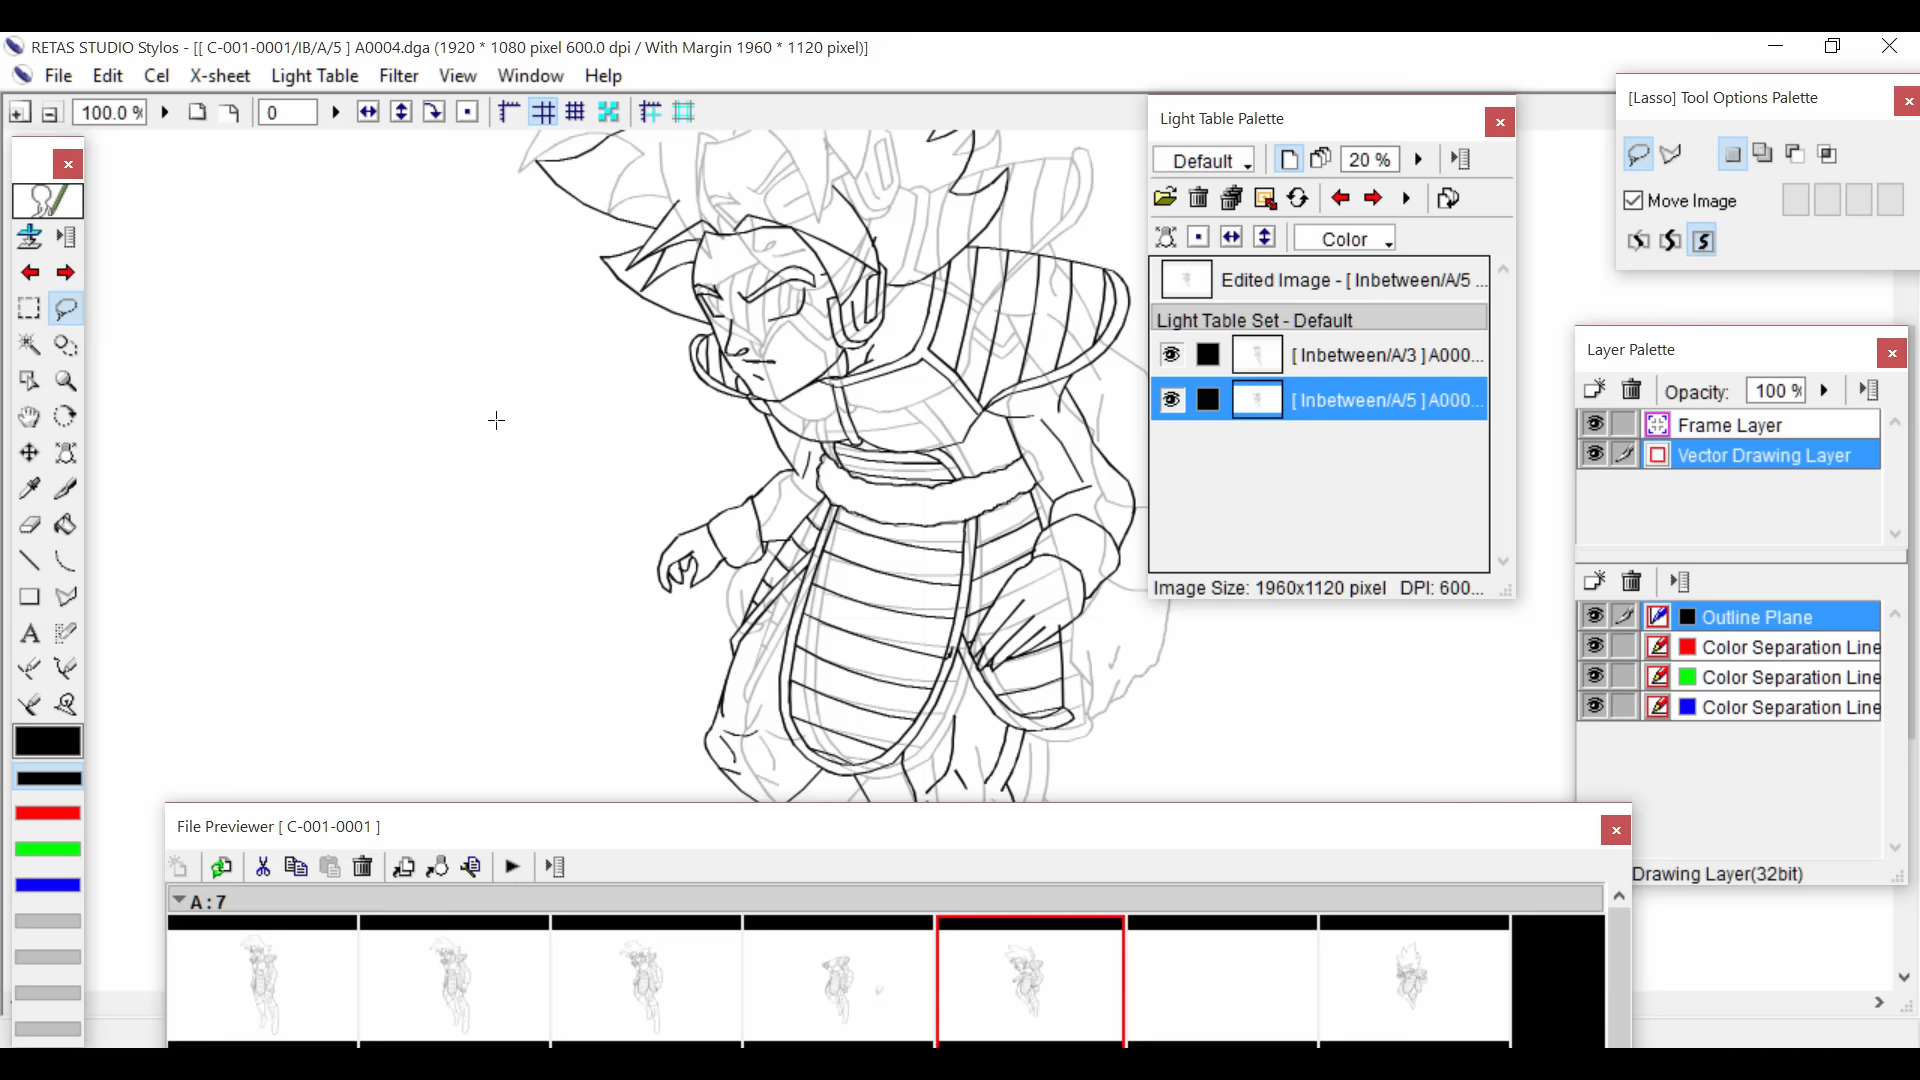 RETAS STUDIO Stylos - [[ C-001-0001/IB/A/5 ] A0004.dga (1920 * 1080 pixel 600.0 dpi / With Margin 1960 * 1120 pixel)]
File Edit Cel X-sheet Light Table Filter View Window Help
100.0 % 0
Light Table Palette
Default 20 %
Color
Edited Image - [ Inbetween/A/5 ...
Light Table Set - Default
[ Inbetween/A/3 ] A000...
[ Inbetween/A/5 ] A000...
Image Size: 1960x1120 pixel DPI: 600...
[Lasso] Tool Options Palette
Move Image
Layer Palette
Opacity: 100 %
Frame Layer
Vector Drawing Layer
Outline Plane
Color Separation Line
Color Separation Line
Color Separation Line
Drawing Layer(32bit)
File Previewer [ C-001-0001 ]
A : 7